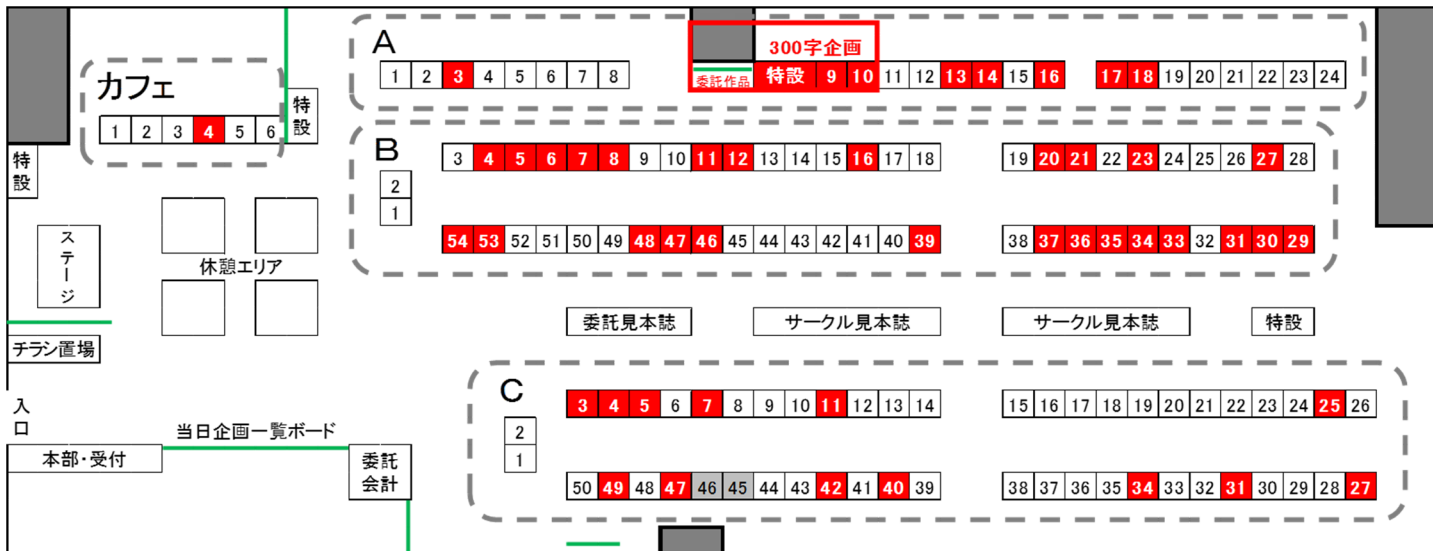 A
300字企画
1 2 3 4 5 6 7 8
委託作品 特設 9 10 11 12 13 14 15 16
17 18 19 20 21 22 23 24
カフェ
1 2 3 4 5 6
特設
特設
B
3 4 5 6 7 8 9 10 11 12 13 14 15 16 17 18
19 20 21 22 23 24 25 26 27 28
2
1
54 53 52 51 50 49 48 47 46 45 44 43 42 41 40 39
38 37 36 35 34 33 32 31 30 29
ステージ
休憩エリア
チラシ置場
委託見本誌
サークル見本誌
サークル見本誌
特設
C
3 4 5 6 7 8 9 10 11 12 13 14
15 16 17 18 19 20 21 22 23 24 25 26
2
1
50 49 48 47 46 45 44 43 42 41 40 39
38 37 36 35 34 33 32 31 30 29 28 27
入口
当日企画一覧ボード
本部・受付
委託
会計